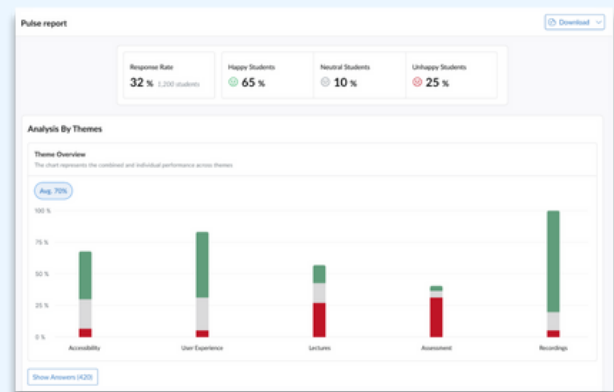 Pulse report
Download
Response Rate
32 % 1,200 students
Happy Students
65 %
Neutral Students
10 %
Unhappy Students
25 %
Analysis By Themes
Theme Overview
The chart represents the combined and individual performance across themes
Avg. 70%
100 %
75 %
50 %
25 %
0 %
Accessibility
User Experience
Lectures
Assessment
Recordings
Show Answers (420)